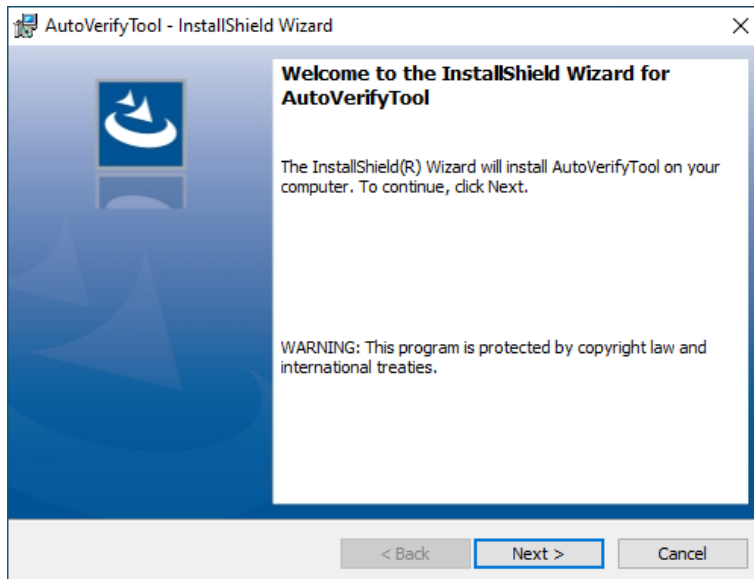 AutoVerifyTool - InstallShield Wizard
Welcome to the InstallShield Wizard for
AutoVerifyTool
The InstallShield(R) Wizard will install AutoVerifyTool on your
computer. To continue, click Next.
WARNING: This program is protected by copyright law and
international treaties.
< Back
Next >
Cancel